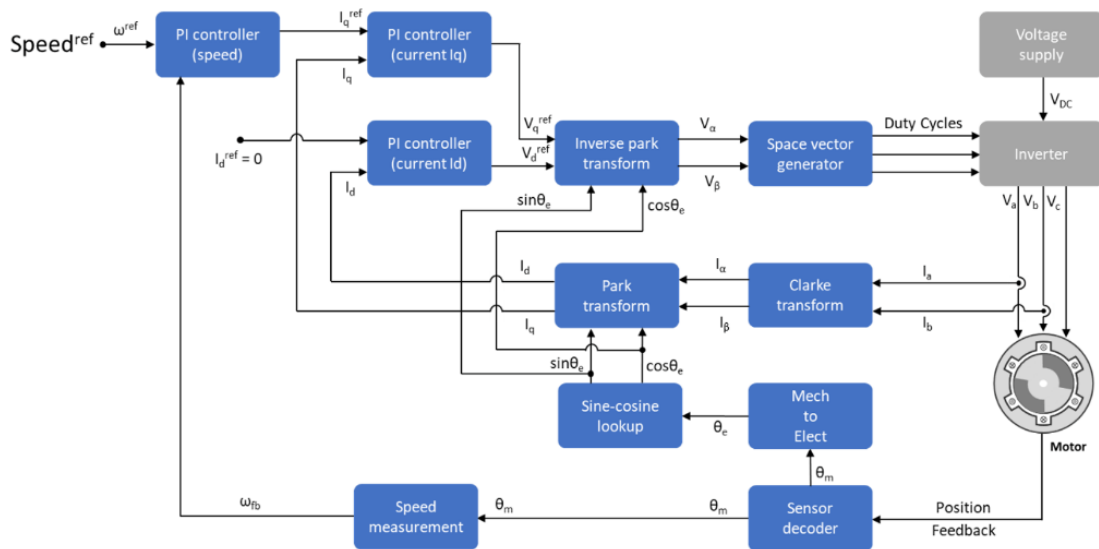 Speed^ref
ω^ref
PI controller
(speed)
I_q^ref
I_q
PI controller
(current Iq)
Voltage
supply
V_DC
I_d^ref = 0
I_d
PI controller
(current Id)
V_q^ref
V_d^ref
Inverse park
transform
V_α
V_β
Space vector
generator
Duty Cycles
Inverter
V_a
V_b
V_c
sinθ_e
cosθ_e
I_d
I_q
Park
transform
I_α
I_β
Clarke
transform
I_a
I_b
sinθ_e
cosθ_e
Sine-cosine
lookup
θ_e
Mech
to
Elect
Motor
θ_m
ω_fb
Speed
measurement
θ_m
θ_m
Sensor
decoder
Position
Feedback